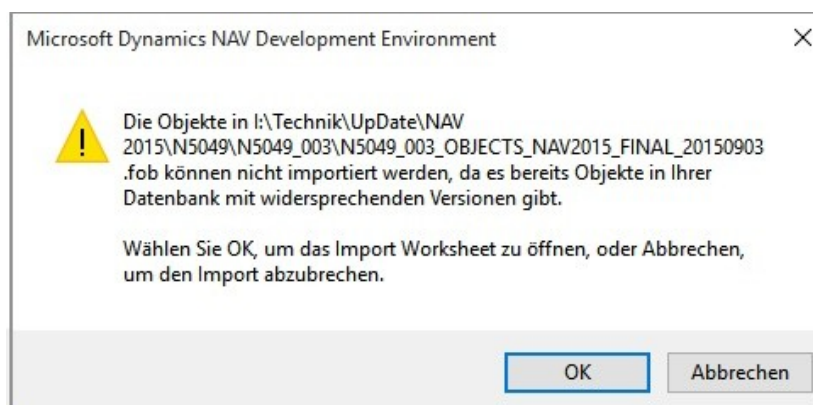 Microsoft Dynamics NAV Development Environment
Die Objekte in I:\Technik\UpDate\NAV
2015\N5049\N5049_003\N5049_003_OBJECTS_NAV2015_FINAL_20150903
.fob können nicht importiert werden, da es bereits Objekte in Ihrer
Datenbank mit widersprechenden Versionen gibt.
Wählen Sie OK, um das Import Worksheet zu öffnen, oder Abbrechen,
um den Import abzubrechen.
OK
Abbrechen